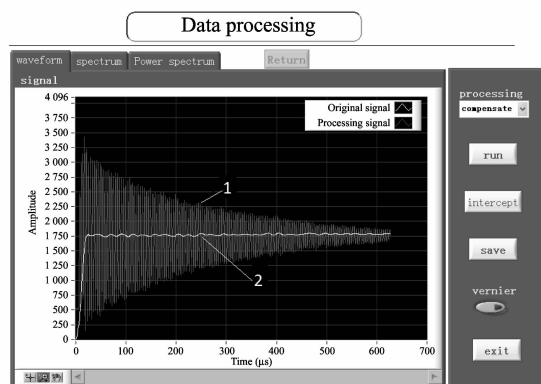 Data processing
waveform spectrum Power spectrum Return
signal
4 096
3 750
3 500
3 250
3 000
2 750
2 500
2 250
2 000
1 750
1 500
1 250
1 000
750
500
250
0
Amplitude
Original signal
Processing signal
1
2
0 100 200 300 400 500 600 700
Time (μs)
processing
compensate
run
intercept
save
vernier
exit